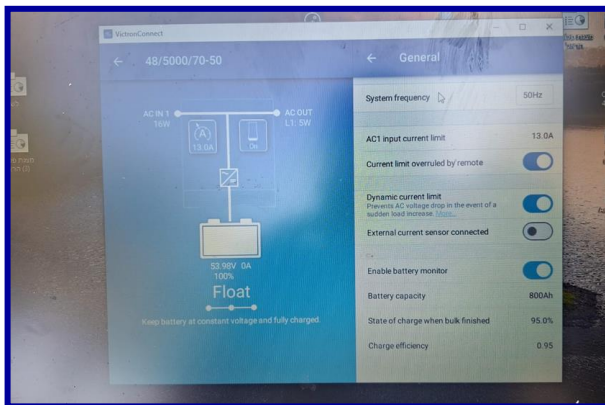 VictronConnect
48/5000/70-50
General
System frequency
50Hz
AC IN 1
16W
AC OUT
L1: 5W
13.0A
On
AC1 input current limit
13.0A
Current limit overruled by remote
Dynamic current limit
Prevents AC voltage drop in the event of a
sudden load increase. More...
External current sensor connected
53.98V 0A
100%
Float
Keep battery at constant voltage and fully charged.
Enable battery monitor
Battery capacity
800Ah
State of charge when bulk finished
95.0%
Charge efficiency
0.95